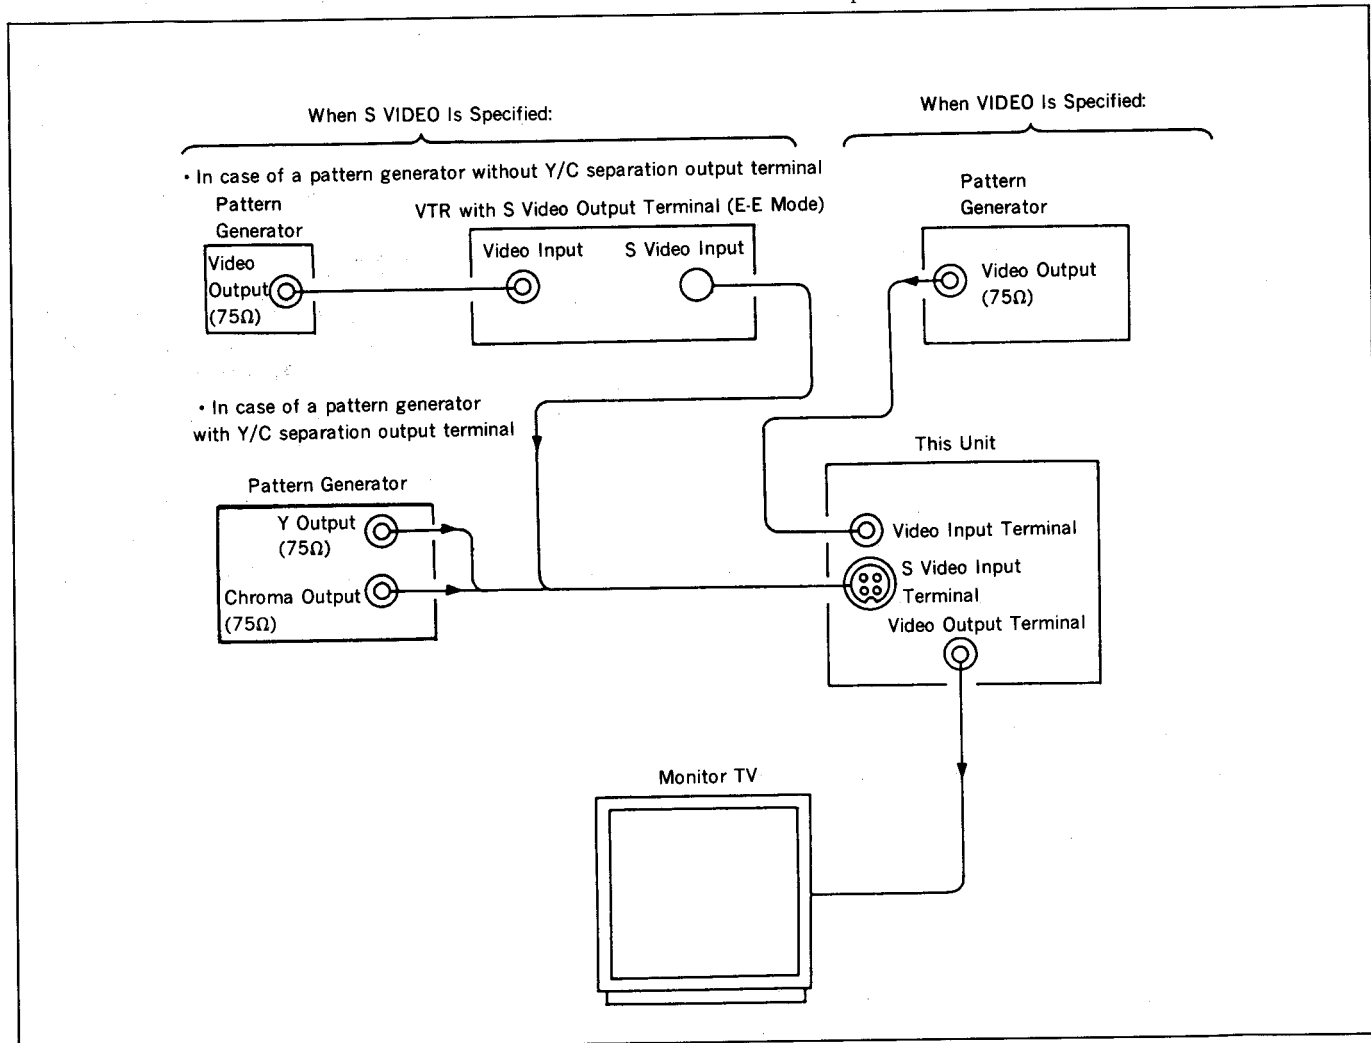 When S VIDEO Is Specified:
When VIDEO Is Specified:
• In case of a pattern generator without Y/C separation output terminal
Pattern
Generator
VTR with S Video Output Terminal (E-E Mode)
Video
Output
(75Ω)
Video Input
S Video Input
Pattern
Generator
Video Output
(75Ω)
• In case of a pattern generator
with Y/C separation output terminal
Pattern Generator
Y Output
(75Ω)
Chroma Output
(75Ω)
This Unit
Video Input Terminal
S Video Input
Terminal
Video Output Terminal
Monitor TV